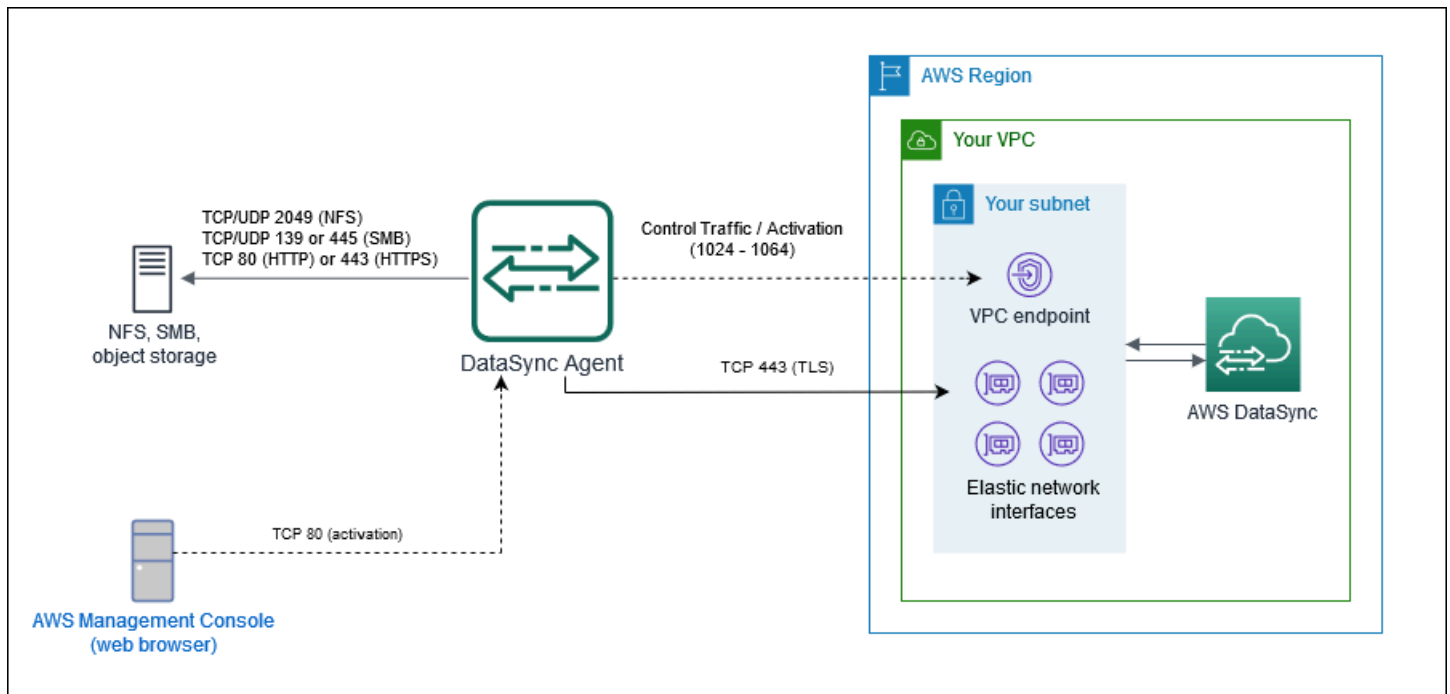 AWS Region
Your VPC
Your subnet
TCP/UDP 2049 (NFS)
TCP/UDP 139 or 445 (SMB)
TCP 80 (HTTP) or 443 (HTTPS)
Control Traffic / Activation
(1024 - 1064)
NFS, SMB,
object storage
DataSync Agent
VPC endpoint
TCP 443 (TLS)
AWS DataSync
Elastic network
interfaces
TCP 80 (activation)
AWS Management Console
(web browser)